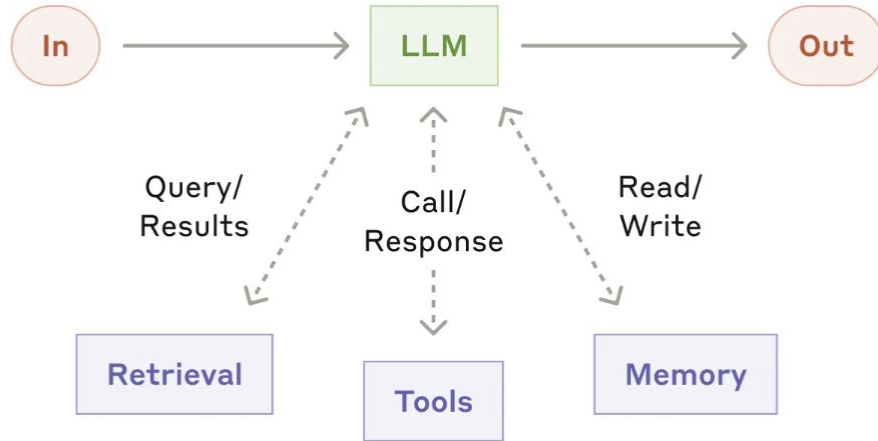 In
LLM
Out
Query/
Results
Call/
Response
Read/
Write
Retrieval
Tools
Memory